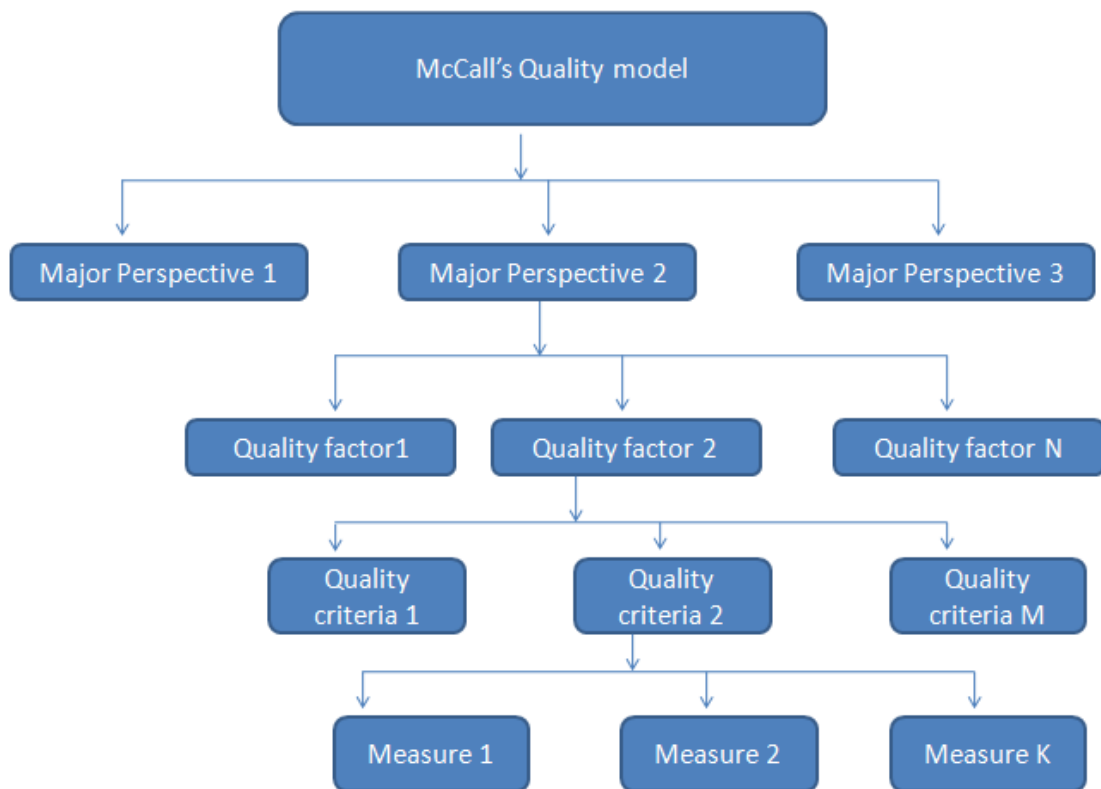 McCall’s Quality model
Major Perspective 1
Major Perspective 2
Major Perspective 3
Quality factor1
Quality factor 2
Quality factor N
Quality
criteria 1
Quality
criteria 2
Quality
criteria M
Measure 1
Measure 2
Measure K